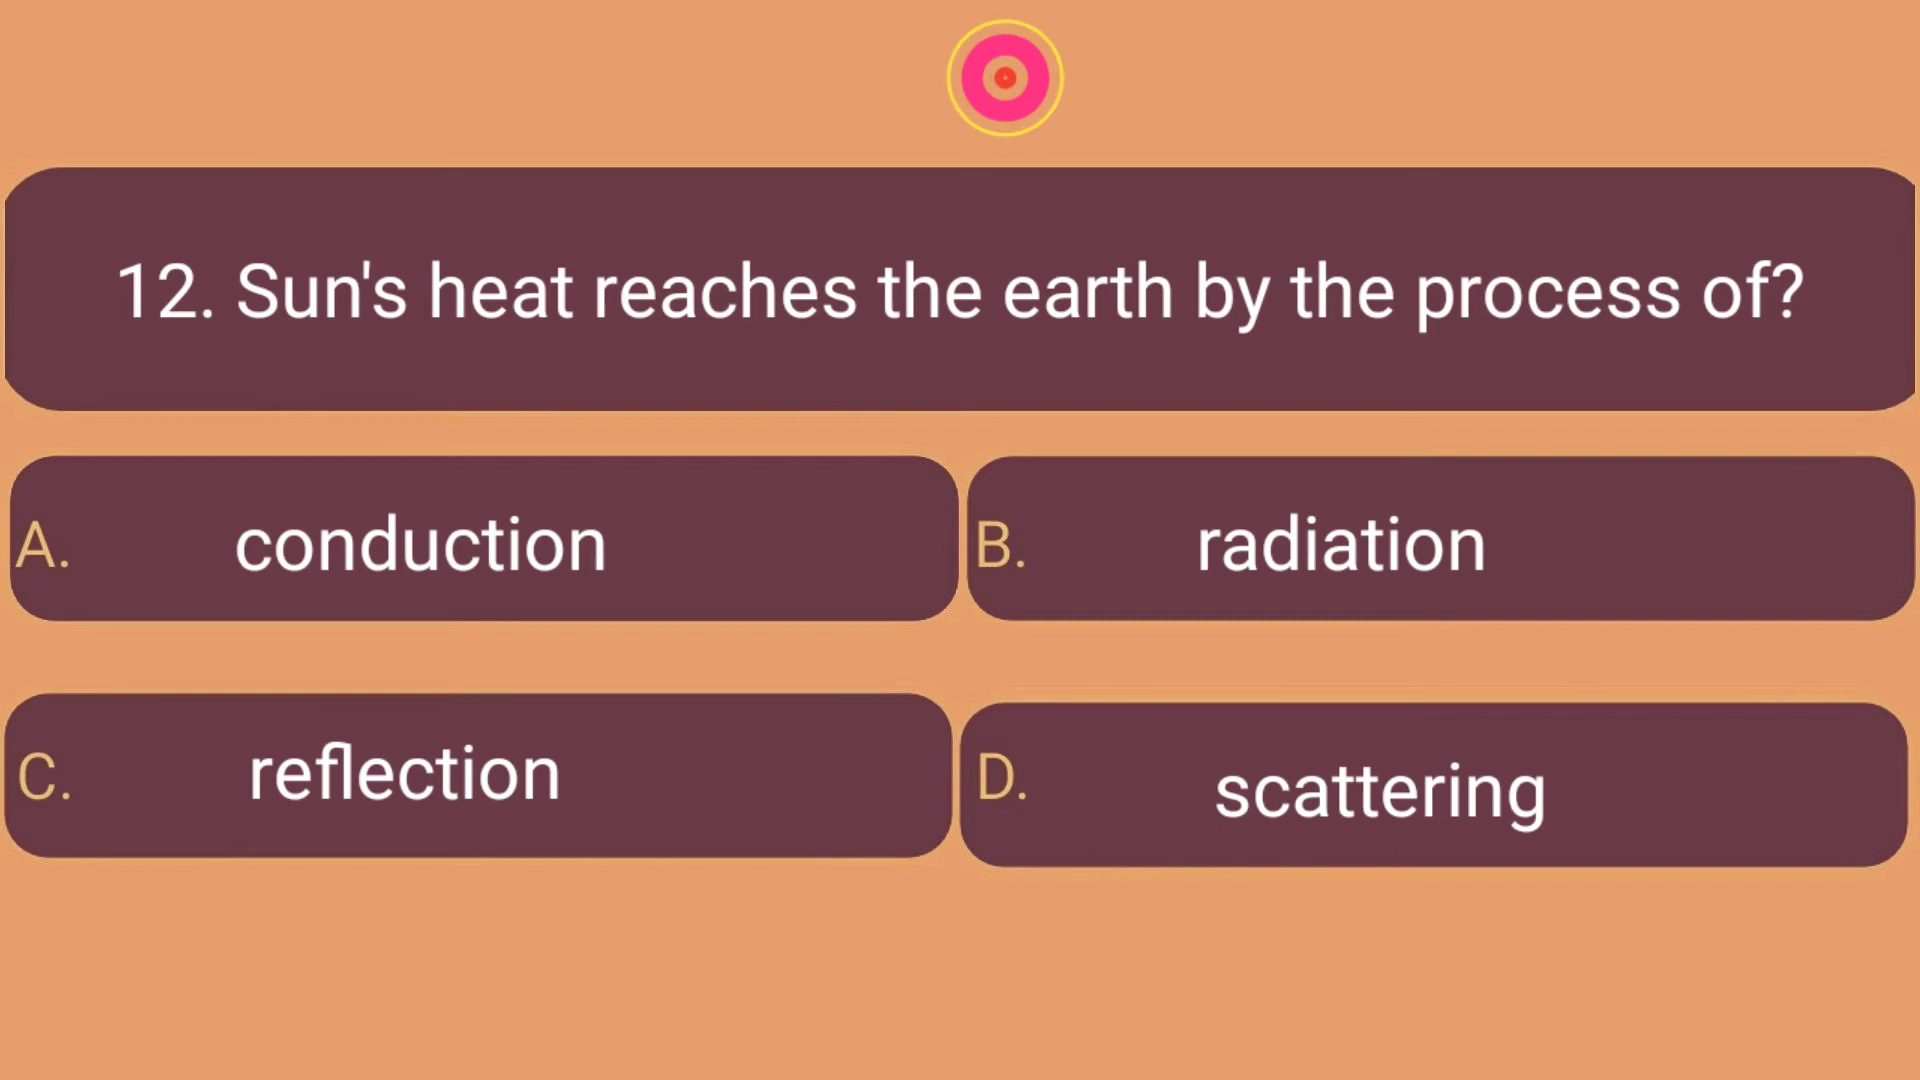 12. Sun's heat reaches the earth by the process of?
A. conduction
B. radiation
C. reflection
D. scattering